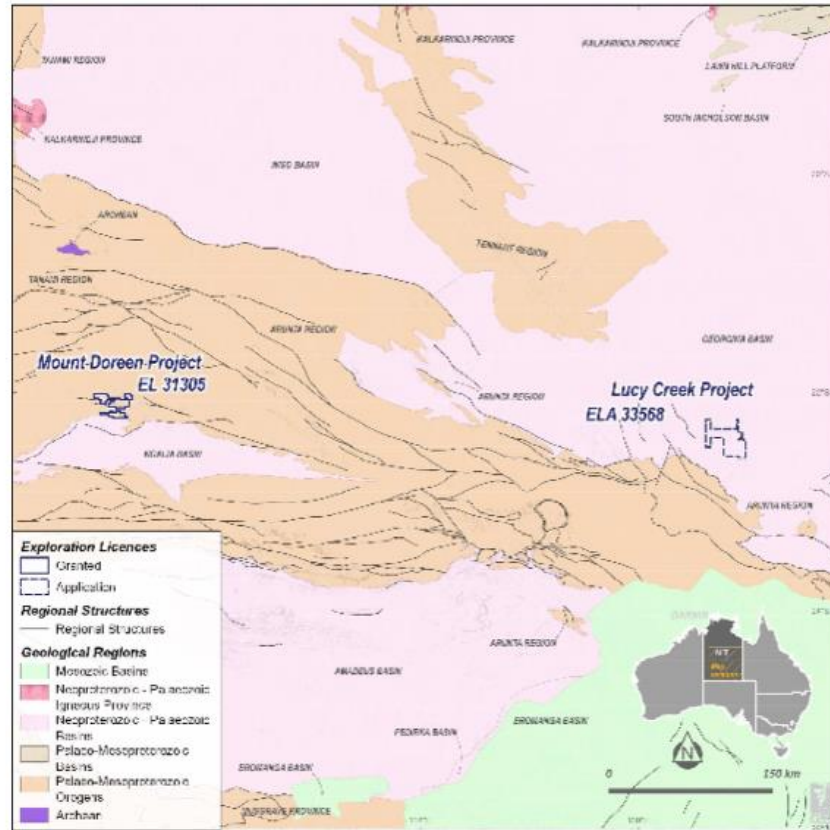 KALKARINDJI PROVINCE
KALKARINDJI PROVINCE
TANAMI REGION
LAWN HILL PLATFORM
SOUTH NICHOLSON BASIN
KALKARINDJI PROVINCE
WISO BASIN
ARCHEAN
TENNANT REGION
TANAMI REGION
ARUNTA REGION
GEORGINA BASIN
Mount Doreen Project
EL 31305
Lucy Creek Project
ELA 33568
ARUNTA REGION
NGALIA BASIN
ARUNTA REGION
Exploration Licences
Granted
Application
Regional Structures
Regional Structures
Geological Regions
Mesozoic Basins
Neoproterozoic - Palaeozoic
Igneous Province
Neoproterozoic - Palaeozoic
Basins
Palaeo-Mesoproterozoic
Basins
Palaeo-Mesoproterozoic
Orogens
Archean
DARWIN
NT
ARUNTA REGION
AMADEUS BASIN
PEDIRKA BASIN
EROMANGA BASIN
EROMANGA BASIN
MUSGRAVE PROVINCE
N
0 150 km